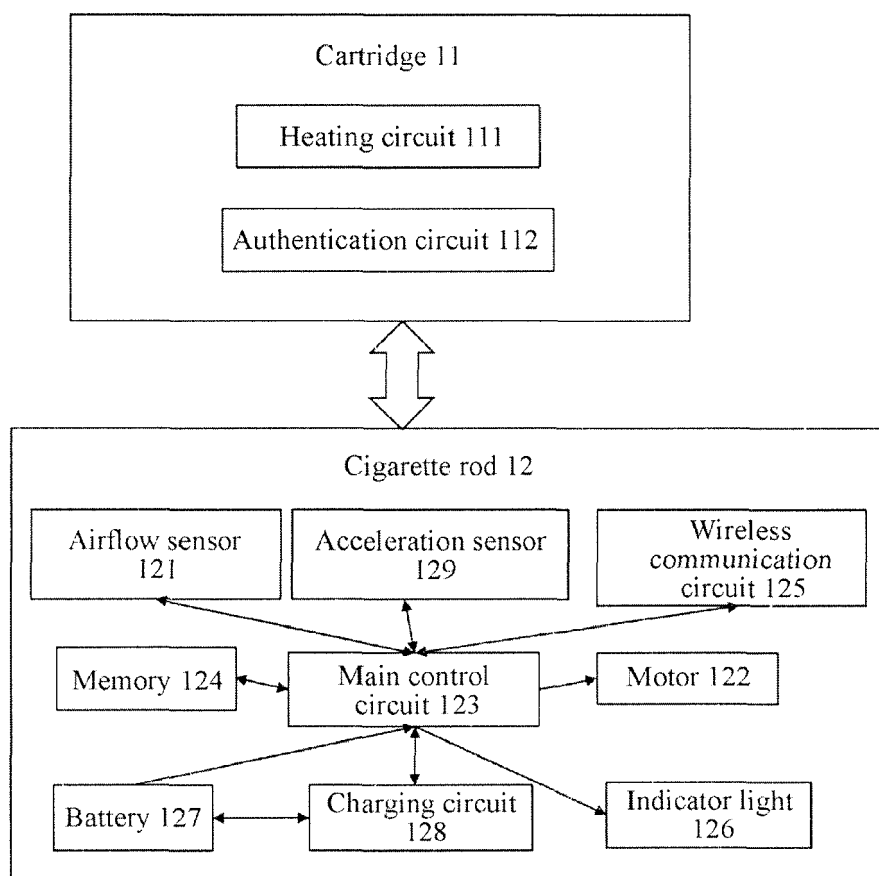 Cartridge 11
Heating circuit 111
Authentication circuit 112
Cigarette rod 12
Airflow sensor
121
Acceleration sensor
129
Wireless
communication
circuit 125
Memory 124
Main control
circuit 123
Motor 122
Battery 127
Charging circuit
128
Indicator light
126